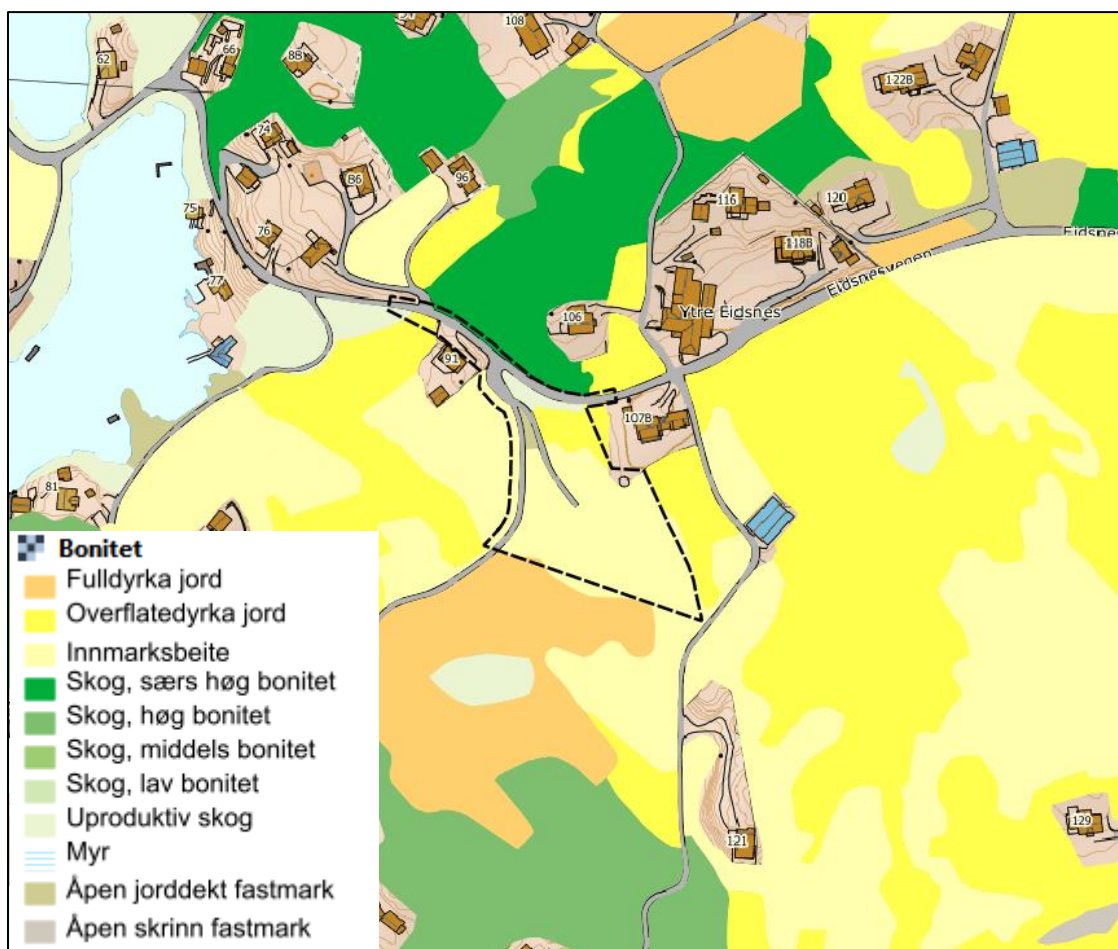 108
62
66
88
122B
74
86
96
116
120
75
76
118B
Eidsnes
Eidsnesvegen
77
106
Ytre Eidsnes
91
107B
81
Bonitet
Fulldyrka jord
Overflatedyrka jord
Innmarksbeite
Skog, særs høg bonitet
Skog, høg bonitet
Skog, middels bonitet
Skog, lav bonitet
Uproduktiv skog
Myr
Åpen jorddekt fastmark
Åpen skrinn fastmark
129
121